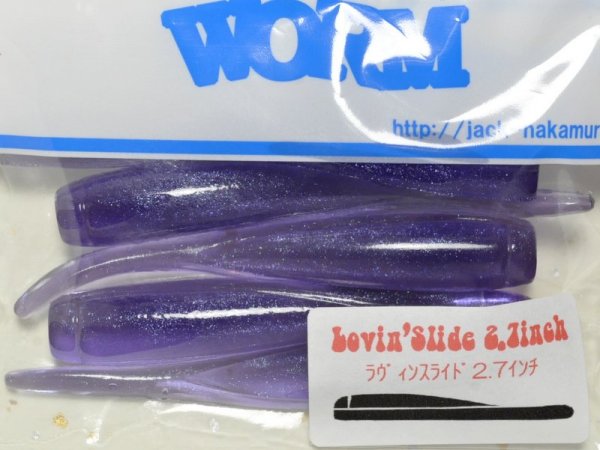 WORM
http://jack-nakamur
Lovin'Slide 2.7inch
ラヴィンスライド2.7インチ